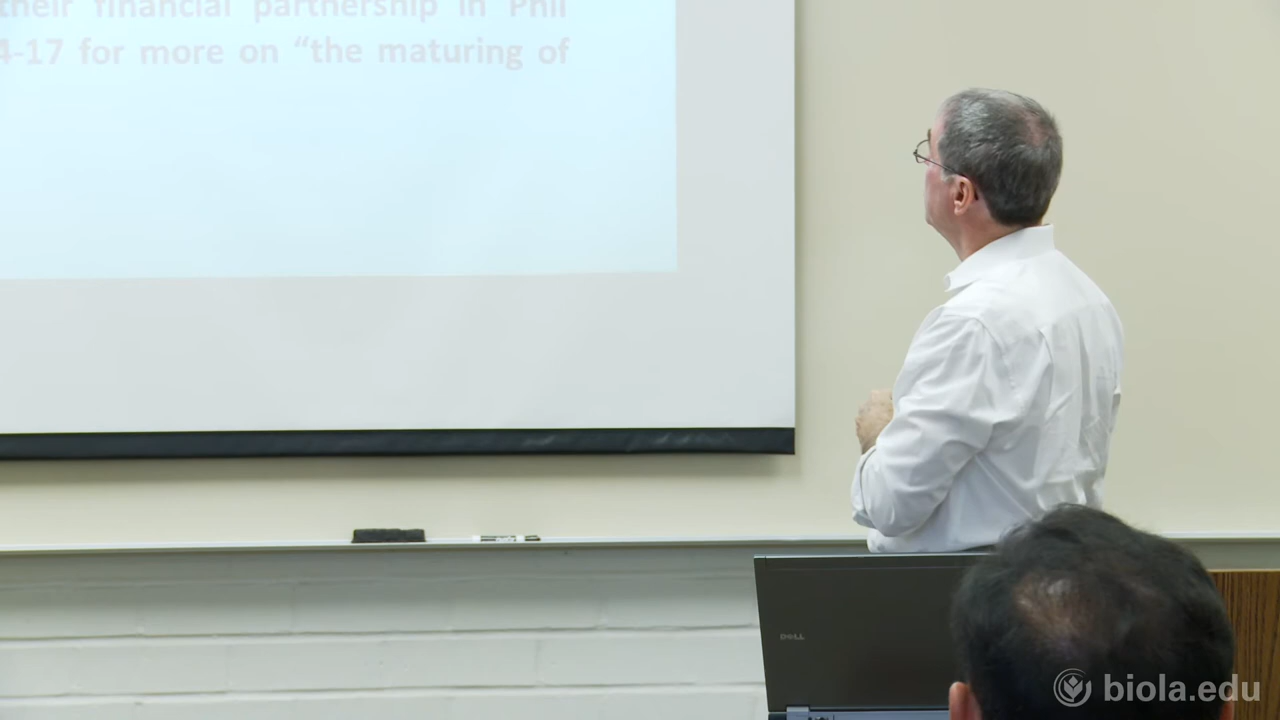 their financial partnership in Phil
4-17 for more on “the maturing of
DELL
biola.edu